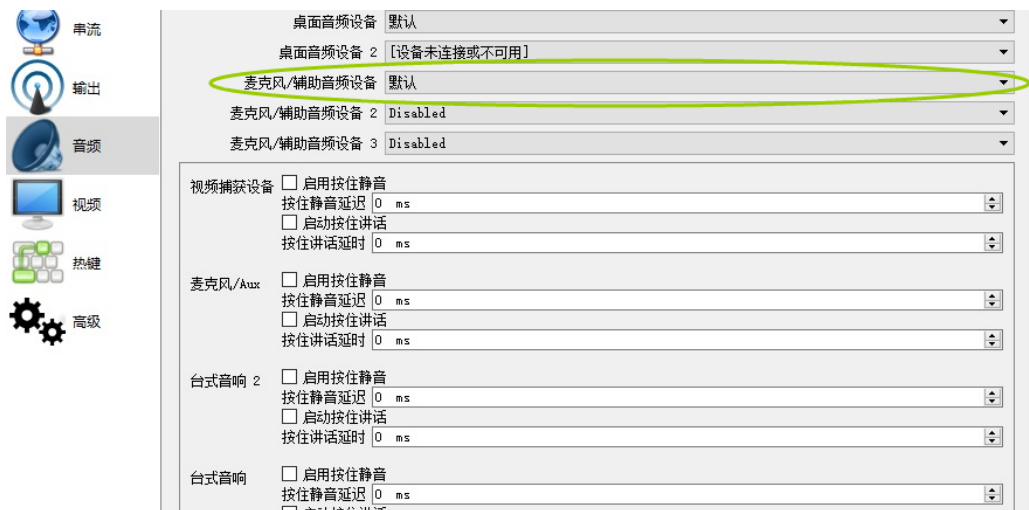 串流
输出
音频
视频
热键
高级
桌面音频设备 默认
桌面音频设备 2 [设备未连接或不可用]
麦克风/辅助音频设备 默认
麦克风/辅助音频设备 2 Disabled
麦克风/辅助音频设备 3 Disabled
视频捕获设备 启用按住静音
按住静音延迟 0 ms
启动按住讲话
按住讲话延时 0 ms
麦克风/Aux 启用按住静音
按住静音延迟 0 ms
启动按住讲话
按住讲话延时 0 ms
台式音响 2 启用按住静音
按住静音延迟 0 ms
启动按住讲话
按住讲话延时 0 ms
台式音响 启用按住静音
按住静音延迟 0 ms